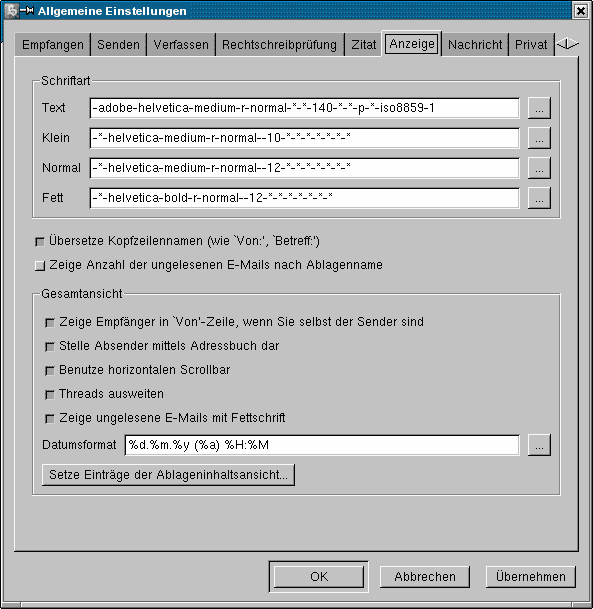 Allgemeine Einstellungen
Empfangen Senden Verfassen Rechtschreibprüfung Zitat Anzeige Nachricht Privat
Schriftart
Text -adobe-helvetica-medium-r-normal-*-*-140-*-*-p-*-iso8859-1 ...
Klein -*-helvetica-medium-r-normal--10-*-*-*-*-*-*-* ...
Normal -*-helvetica-medium-r-normal--12-*-*-*-*-*-*-* ...
Fett -*-helvetica-bold-r-normal--12-*-*-*-*-*-*-* ...
Übersetze Kopfzeilennamen (wie `Von:', `Betreff:')
Zeige Anzahl der ungelesenen E-Mails nach Ablagenname
Gesamtansicht
Zeige Empfänger in `Von'-Zeile, wenn Sie selbst der Sender sind
Stelle Absender mittels Adressbuch dar
Benutze horizontalen Scrollbar
Threads ausweiten
Zeige ungelesene E-Mails mit Fettschrift
Datumsformat %d.%m.%y (%a) %H:%M ...
Setze Einträge der Ablageninhaltsansicht...
OK Abbrechen Übernehmen